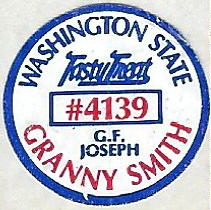 WASHINGTON STATE
Tasty Treat
#4139
G.F.
JOSEPH
GRANNY SMITH